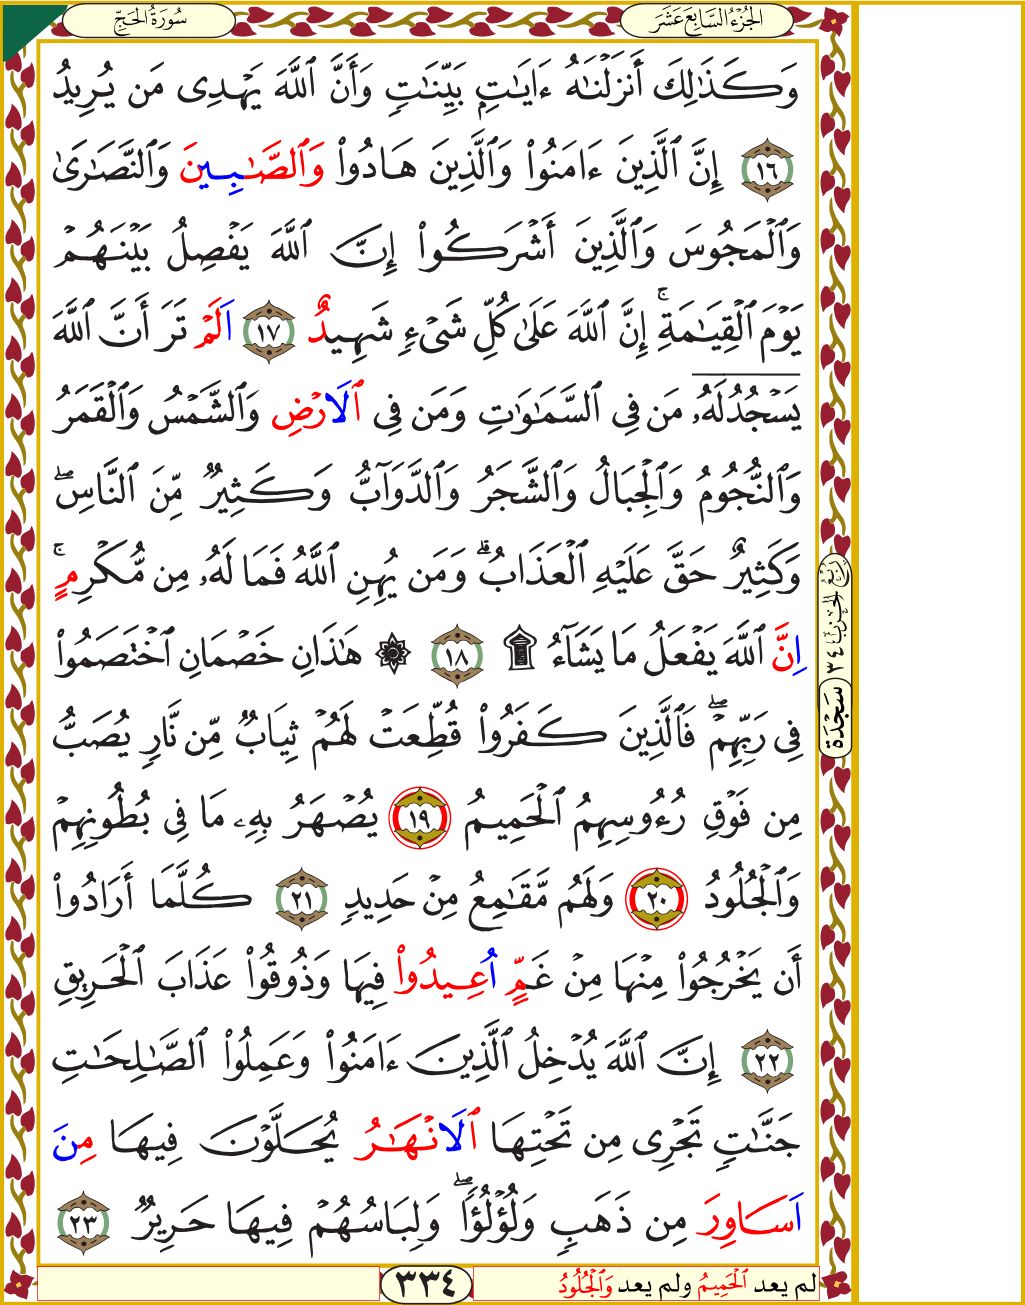 سُورَةُ الحَجِّ
الجُزْءُ السَّابِعَ عَشَرَ
وَكَذَٰلِكَ أَنزَلْنَٰهُ ءَايَٰتِۭ بَيِّنَٰتٖ وَأَنَّ ٱللَّهَ يَهْدِى مَن يُرِيدُ
١٦ إِنَّ ٱلَّذِينَ ءَامَنُواْ وَٱلَّذِينَ هَادُواْ وَٱلصَّٰبِينَ وَٱلنَّصَٰرَىٰ
وَٱلْمَجُوسَ وَٱلَّذِينَ أَشْرَكُواْ إِنَّ ٱللَّهَ يَفْصِلُ بَيْنَهُمْ
يَوْمَ ٱلْقِيَٰمَةِۚ إِنَّ ٱللَّهَ عَلَىٰ كُلِّ شَىْءٖ شَهِيدٌ ١٧ اَلَمْ تَرَ أَنَّ ٱللَّهَ
يَسْجُدُ لَهُۥ مَن فِى ٱلسَّمَٰوَٰتِ وَمَن فِى ٱلَارْضِ وَٱلشَّمْسُ وَٱلْقَمَرُ
وَٱلنُّجُومُ وَٱلْجِبَالُ وَٱلشَّجَرُ وَٱلدَّوَآبُّ وَكَثِيرٞ مِّنَ ٱلنَّاسِۖ
وَكَثِيرٌ حَقَّ عَلَيْهِ ٱلْعَذَابُۗ وَمَن يُهِنِ ٱللَّهُ فَمَا لَهُۥ مِن مُّكْرِمٍۚ
اِنَّ ٱللَّهَ يَفْعَلُ مَا يَشَآءُ ۩ ١٨ ۞ هَٰذَانِ خَصْمَانِ ٱخْتَصَمُواْ
فِى رَبِّهِمْۖ فَٱلَّذِينَ كَفَرُواْ قُطِّعَتْ لَهُمْ ثِيَابٞ مِّن نَّارٖ يُصَبُّ
مِن فَوْقِ رُءُوسِهِمُ ٱلْحَمِيمُ ١٩ يُصْهَرُ بِهِۦ مَا فِى بُطُونِهِمْ
وَٱلْجُلُودُ ٢٠ وَلَهُم مَّقَٰمِعُ مِنْ حَدِيدٖ ٢١ كُلَّمَا أَرَادُواْ
أَن يَخْرُجُواْ مِنْهَا مِنْ غَمٍّ اُعِيدُواْ فِيهَا وَذُوقُواْ عَذَابَ ٱلْحَرِيقِ
٢٢ إِنَّ ٱللَّهَ يُدْخِلُ ٱلَّذِينَ ءَامَنُواْ وَعَمِلُواْ ٱلصَّٰلِحَٰتِ
جَنَّٰتٖ تَجْرِى مِن تَحْتِهَا ٱلَانْهَٰرُ يُحَلَّوْنَ فِيهَا مِنَ
اَسَاوِرَ مِن ذَهَبٖ وَلُؤْلُؤٗاۖ وَلِبَاسُهُمْ فِيهَا حَرِيرٞ ٢٣
رُبْعُ الحِزْبِ ٣٤
سَجْدَة
لم يعد ٱلْحَمِيمُ ولم يعد وَٱلْجُلُودُ
٣٣٤